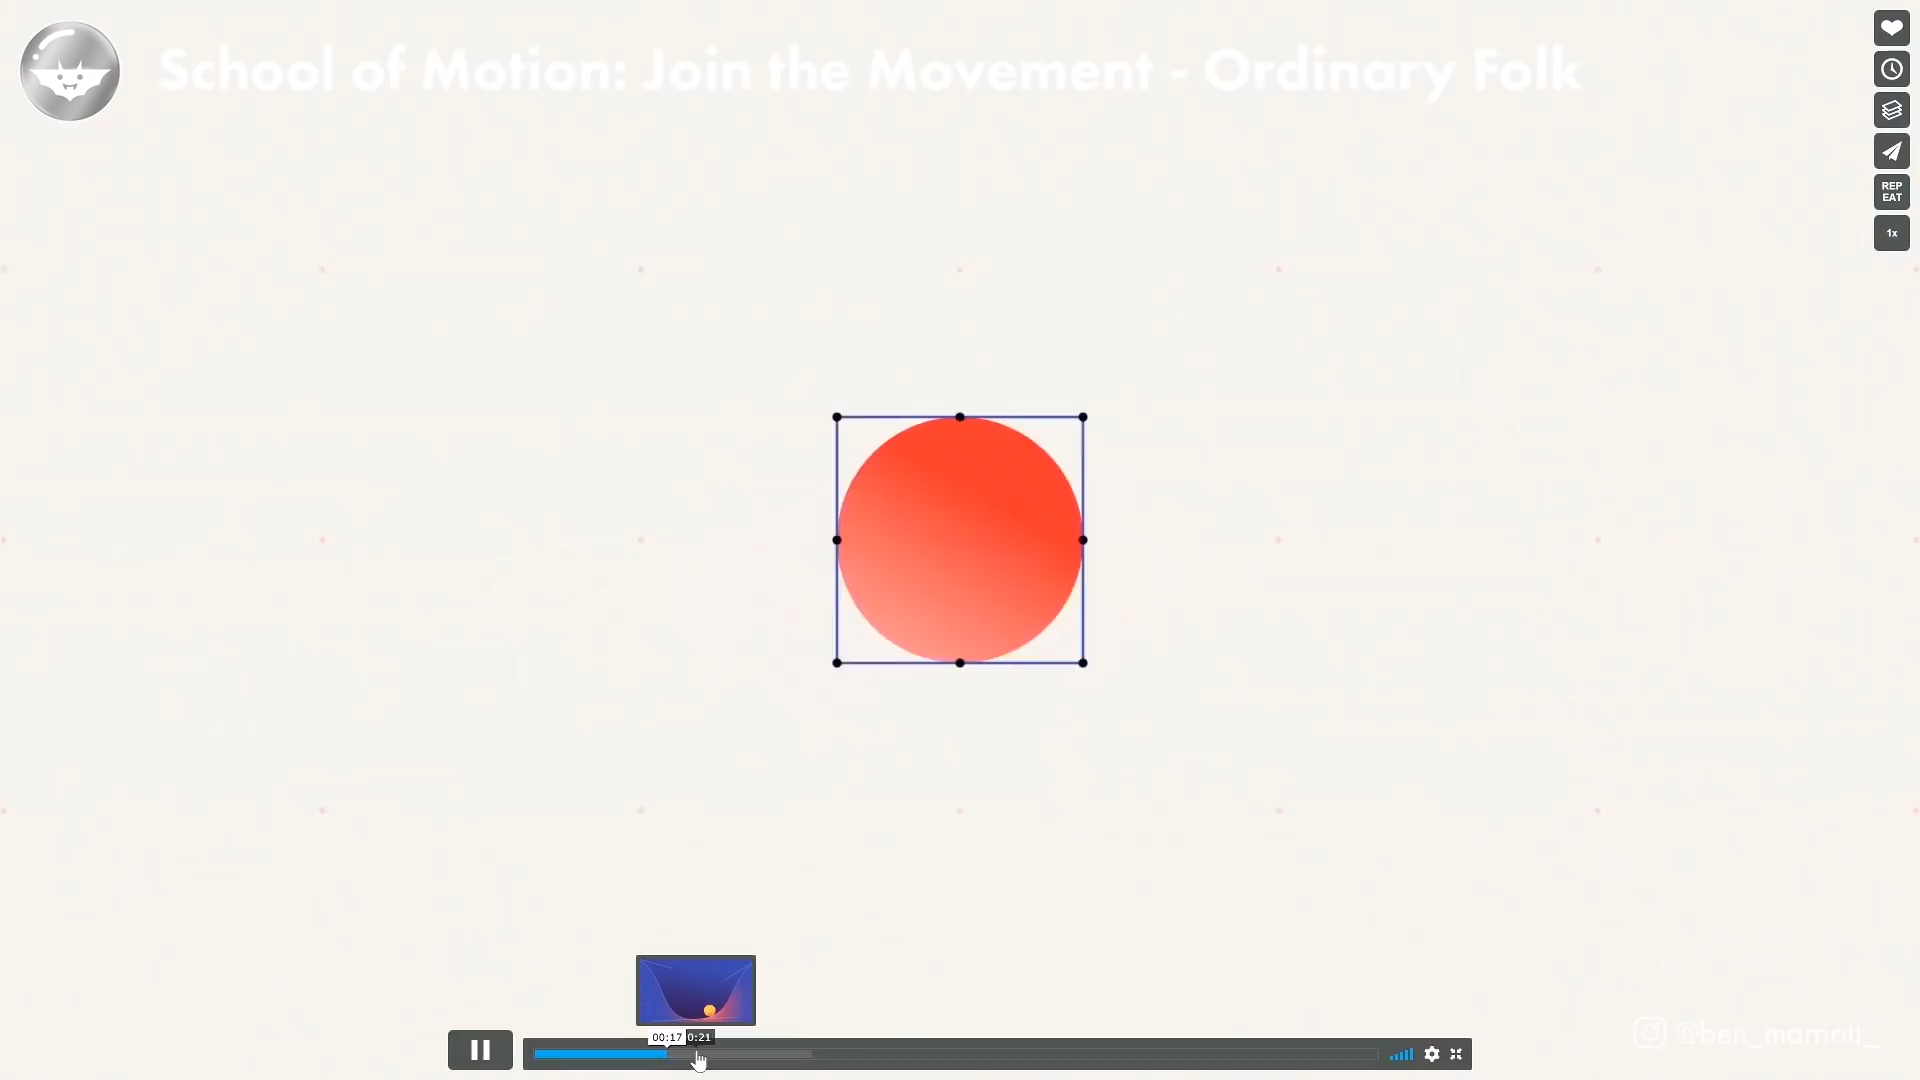 School of Motion: Join the Movement - Ordinary Folk
REP
EAT
1x
00:17
0:21
@ben_marriott_